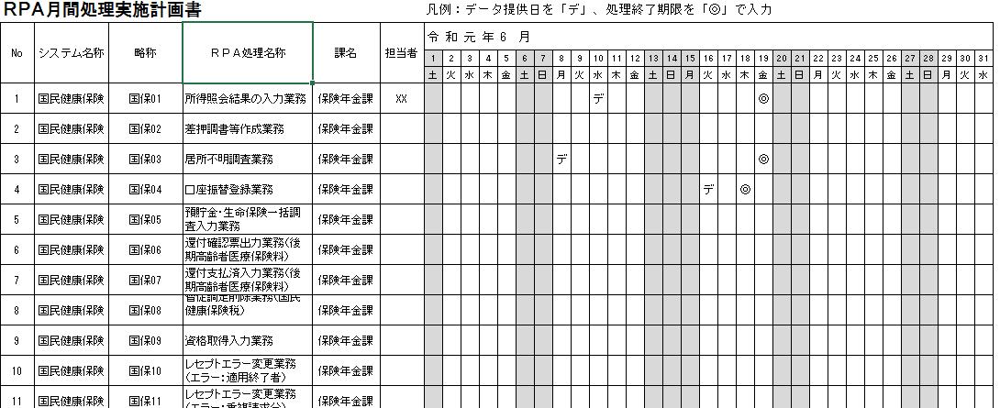 RPA月間処理実施計画書
凡例：データ提供日を「デ」、処理終了期限を「◎」で入力
No システム名称 略称 ＲＰＡ処理名称 課名 担当者 令和元年6 月
1 2 3 4 5 6 7 8 9 10 11 12 13 14 15 16 17 18 19 20 21 22 23 24 25 26 27 28 29 30 31
土 火 水 木 金 土 日 月 火 水 木 金 土 日 月 火 水 木 金 土 日 月 火 水 木 金 土 日 月 火 水
1 国民健康保険 国保01 所得照会結果の入力業務 保険年金課 XX デ ◎
2 国民健康保険 国保02 差押調書等作成業務 保険年金課
3 国民健康保険 国保03 居所不明調査業務 保険年金課 デ ◎
4 国民健康保険 国保04 口座振替登録業務 保険年金課 デ ◎
5 国民健康保険 国保05 預貯金・生命保険一括調
査入力業務 保険年金課
6 国民健康保険 国保06 還付確認票出力業務（後
期高齢者医療保険料） 保険年金課
7 国民健康保険 国保07 還付支払済入力業務（後
期高齢者医療保険料） 保険年金課
8 国民健康保険 国保08 督促調定削除業務（国民
健康保険税） 保険年金課
9 国民健康保険 国保09 資格取得入力業務 保険年金課
10 国民健康保険 国保10 レセプトエラー変更業務
（エラー：適用終了者） 保険年金課
11 国民健康保険 国保11 レセプトエラー変更業務
（エラー：重複請求分） 保険年金課